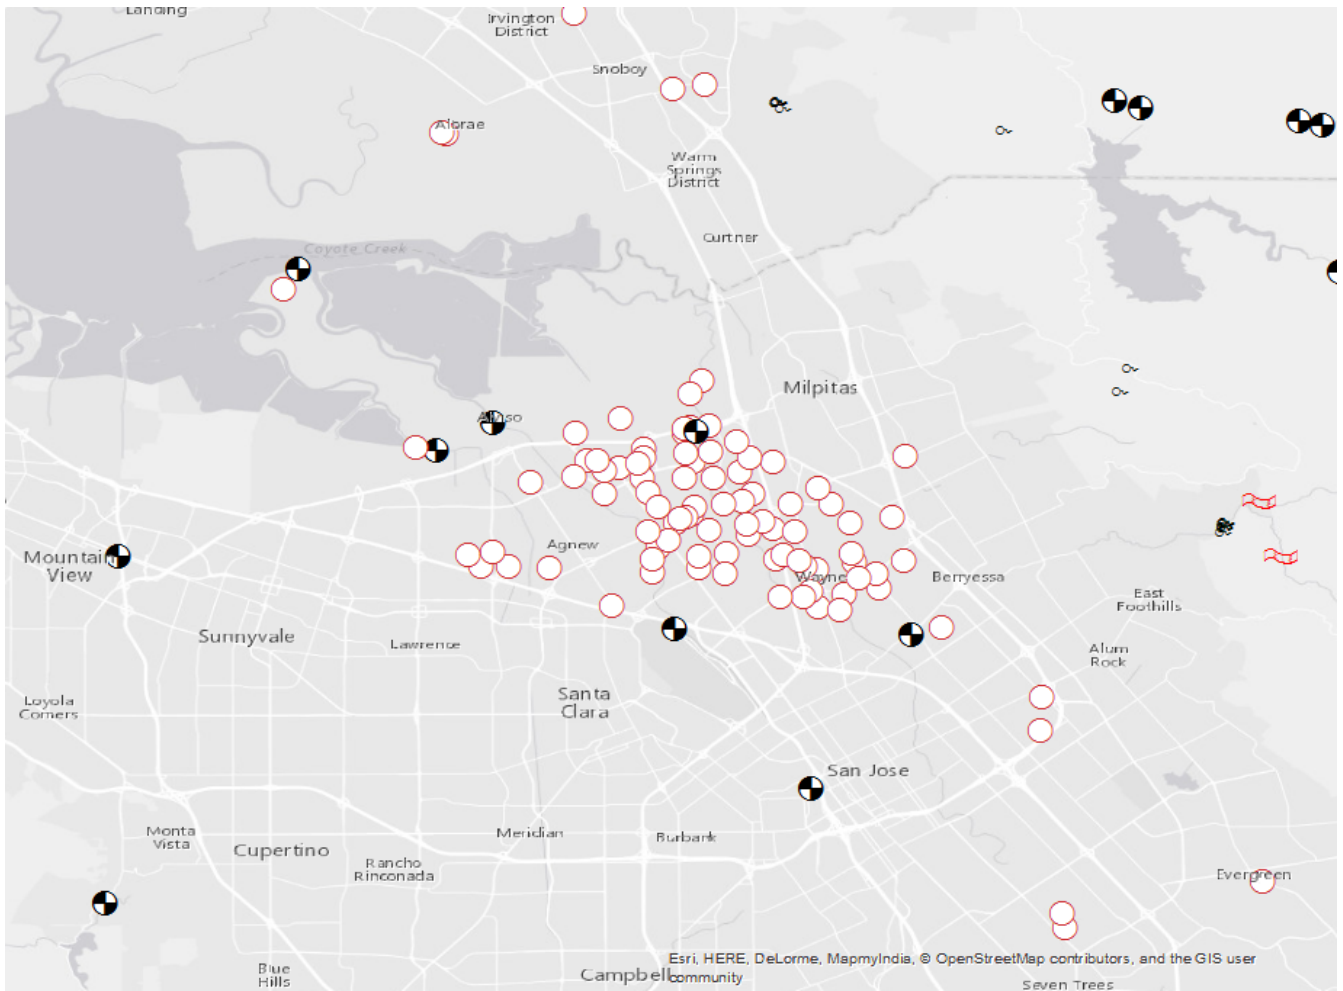 Landing
Irvington
District
Snoboy
Alorae
Warm
Springs
District
Curtner
Coyote Creek
Milpitas
Alviso
Agnew
Mountain
View
Wayne
Berryessa
East
Foothills
Sunnyvale
Lawrence
Alum
Rock
Santa
Clara
Loyola
Corners
San Jose
Monta
Vista
Meridian
Burbank
Cupertino
Rancho
Rinconada
Evergreen
Blue
Hills
Campbell
Esri, HERE, DeLorme, MapmyIndia, © OpenStreetMap contributors, and the GIS user
community
Seven Trees